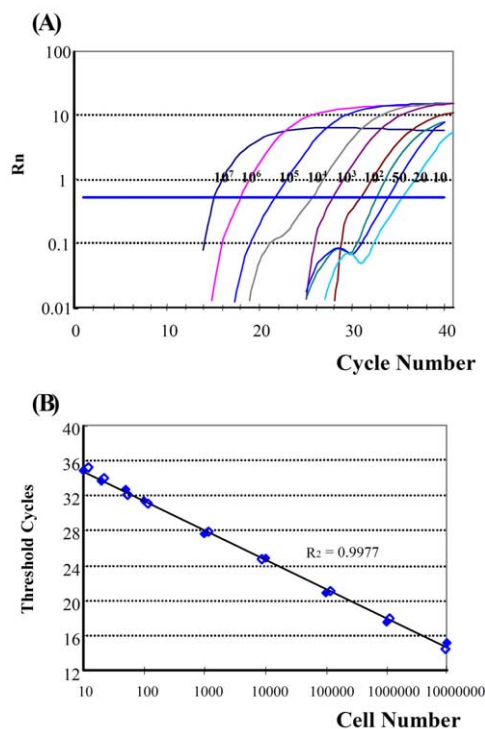 (A)
100
10
1
0.1
0.01
Rn
10⁷ 10⁶ 10⁵ 10⁴ 10³ 10² 50 20 10
0 10 20 30 40
Cycle Number
(B)
40
36
32
28
24
20
16
12
Threshold Cycles
R₂ = 0.9977
10 100 1000 10000 100000 1000000 10000000
Cell Number